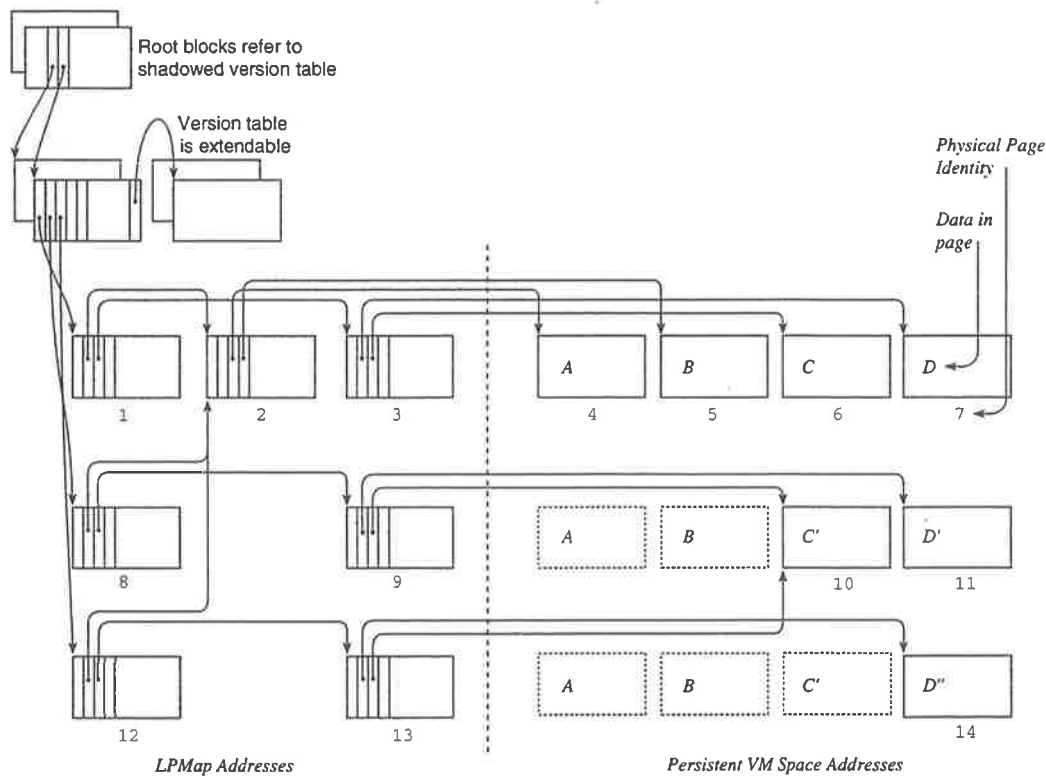 Root blocks refer to
shadowed version table
Version table
is extendable
Physical Page
Identity
Data in
page
A
B
C
D
1
2
3
4
5
6
7
A
B
C'
D'
8
9
10
11
A
B
C'
D"
12
13
14
LPMap Addresses
Persistent VM Space Addresses